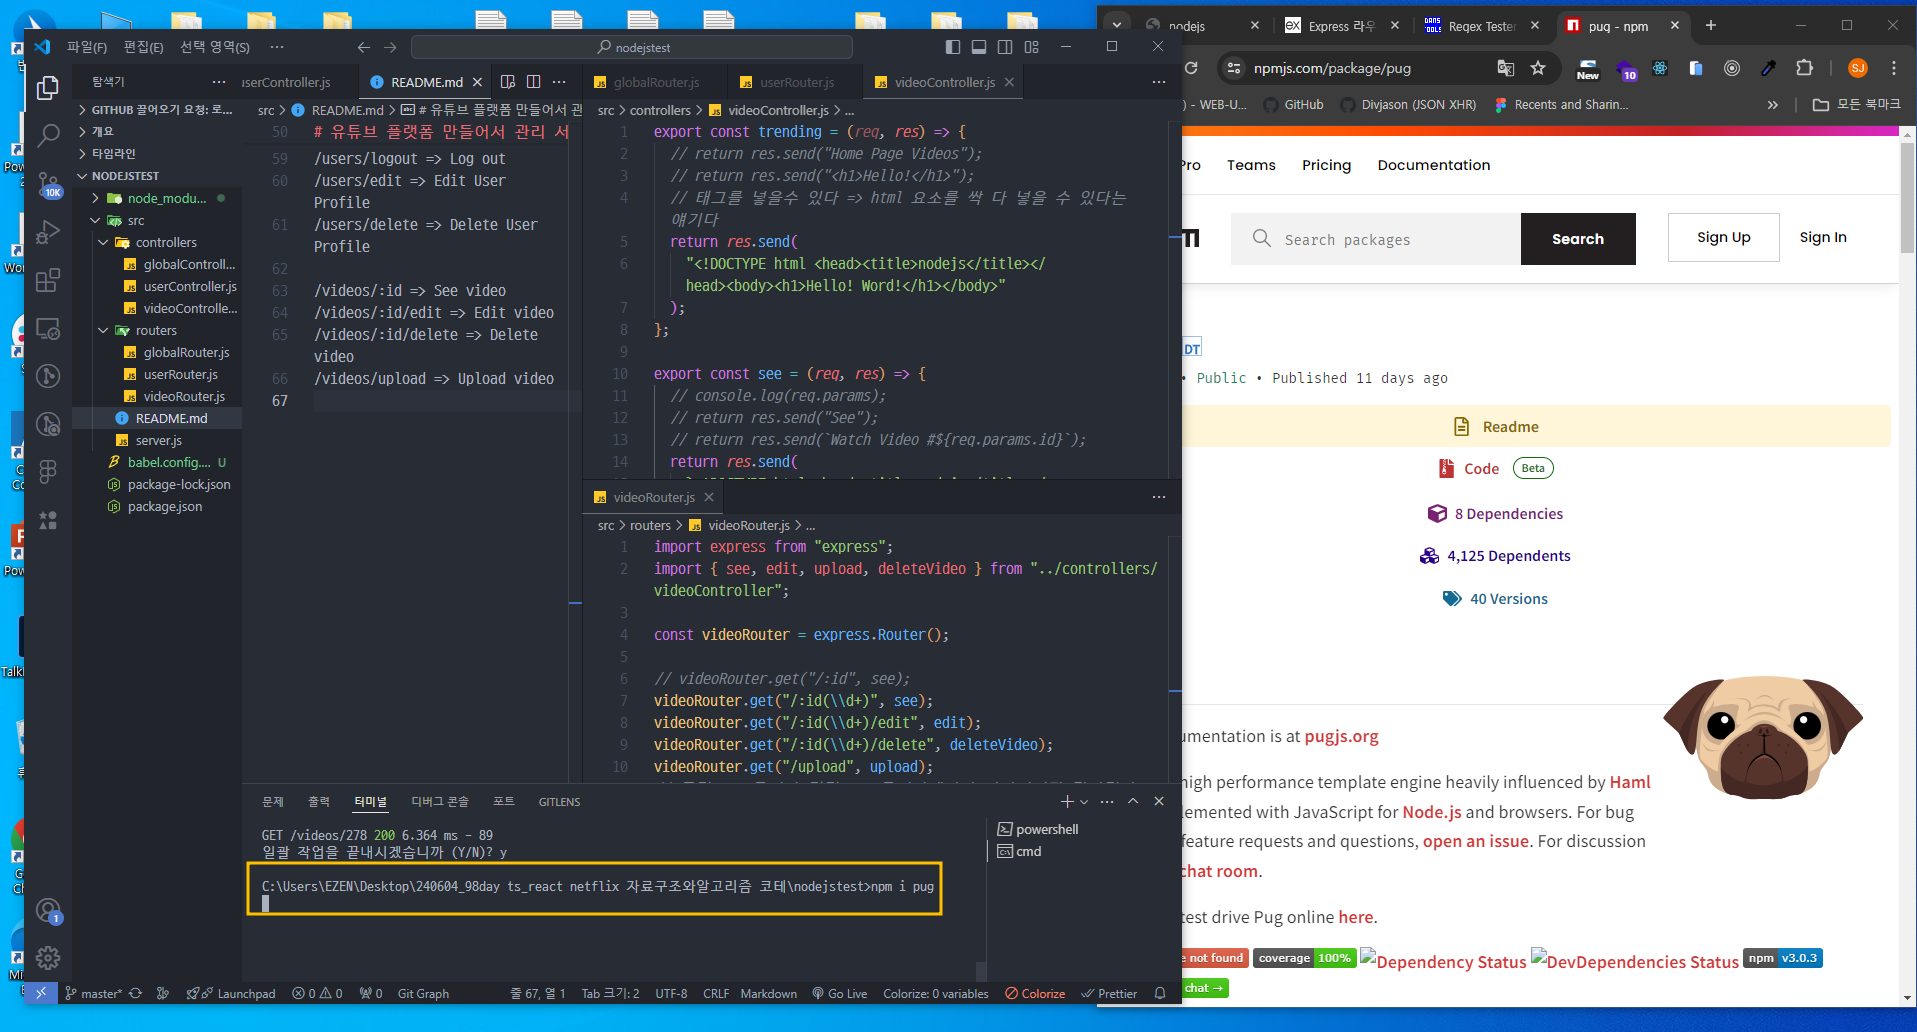 파일(F) 편집(E) 선택 영역(S) ··· nodejstest
탐색기 ···
GITHUB 끌어오기 요청: 로...
개요
타임라인
NODEJSTEST
node_modu...
src
controllers
globalControll...
userController.js
videoControlle...
routers
globalRouter.js
userRouter.js
videoRouter.js
README.md
server.js
babel.config.... U
package-lock.json
package.json
10K
1
userController.js README.md
src > README.md > # 유튜브 플랫폼 만들어서 관
50 # 유튜브 플랫폼 만들어서 관리 서
59 /users/logout => Log out
60 /users/edit => Edit User
Profile
61 /users/delete => Delete User
Profile
62
63 /videos/:id => See video
64 /videos/:id/edit => Edit video
65 /videos/:id/delete => Delete
video
66 /videos/upload => Upload video
67
globalRouter.js userRouter.js videoController.js
src > controllers > videoController.js > ...
1 export const trending = (req, res) => {
2 // return res.send("Home Page Videos");
3 // return res.send("<h1>Hello!</h1>");
4 // 태그를 넣을수 있다 => html 요소를 싹 다 넣을 수 있다는
얘기다
5 return res.send(
6 "<!DOCTYPE html <head><title>nodejs</title></
head><body><h1>Hello! Word!</h1></body>"
7 );
8 };
9
10 export const see = (req, res) => {
11 // console.log(req.params);
12 // return res.send("See");
13 // return res.send(`Watch Video #${req.params.id}`);
14 return res.send(
videoRouter.js
src > routers > videoRouter.js > ...
1 import express from "express";
2 import { see, edit, upload, deleteVideo } from "../controllers/
videoController";
3
4 const videoRouter = express.Router();
5
6 // videoRouter.get("/:id", see);
7 videoRouter.get("/:id(\\d+)", see);
8 videoRouter.get("/:id(\\d+)/edit", edit);
9 videoRouter.get("/:id(\\d+)/delete", deleteVideo);
10 videoRouter.get("/upload", upload);
문제 출력 터미널 디버그 콘솔 포트 GITLENS
GET /videos/278 200 6.364 ms - 89
일괄 작업을 끝내시겠습니까 (Y/N)? y
C:\Users\EZEN\Desktop\240604_98day ts_react netflix 자료구조와알고리즘 코테\nodejstest>npm i pug
powershell
cmd
master* Launchpad 0 0 0 Git Graph 줄 67, 열 1 Tab 크기: 2 UTF-8 CRLF Markdown Go Live Colorize: 0 variables Colorize Prettier
nodejs Express 라우 Regex Tester pug - npm
npmjs.com/package/pug New 10 SJ
) - WEB-U... GitHub Divjason (JSON XHR) Recents and Sharin... 모든 북마크
Pro Teams Pricing Documentation
Search packages Search Sign Up Sign In
DT
• Public • Published 11 days ago
Readme
Code Beta
8 Dependencies
4,125 Dependents
40 Versions
umentation is at pugjs.org
high performance template engine heavily influenced by Haml
lemented with JavaScript for Node.js and browsers. For bug
feature requests and questions, open an issue. For discussion
chat room.
test drive Pug online here.
e not found coverage 100% Dependency Status DevDependencies Status npm v3.0.3
chat →